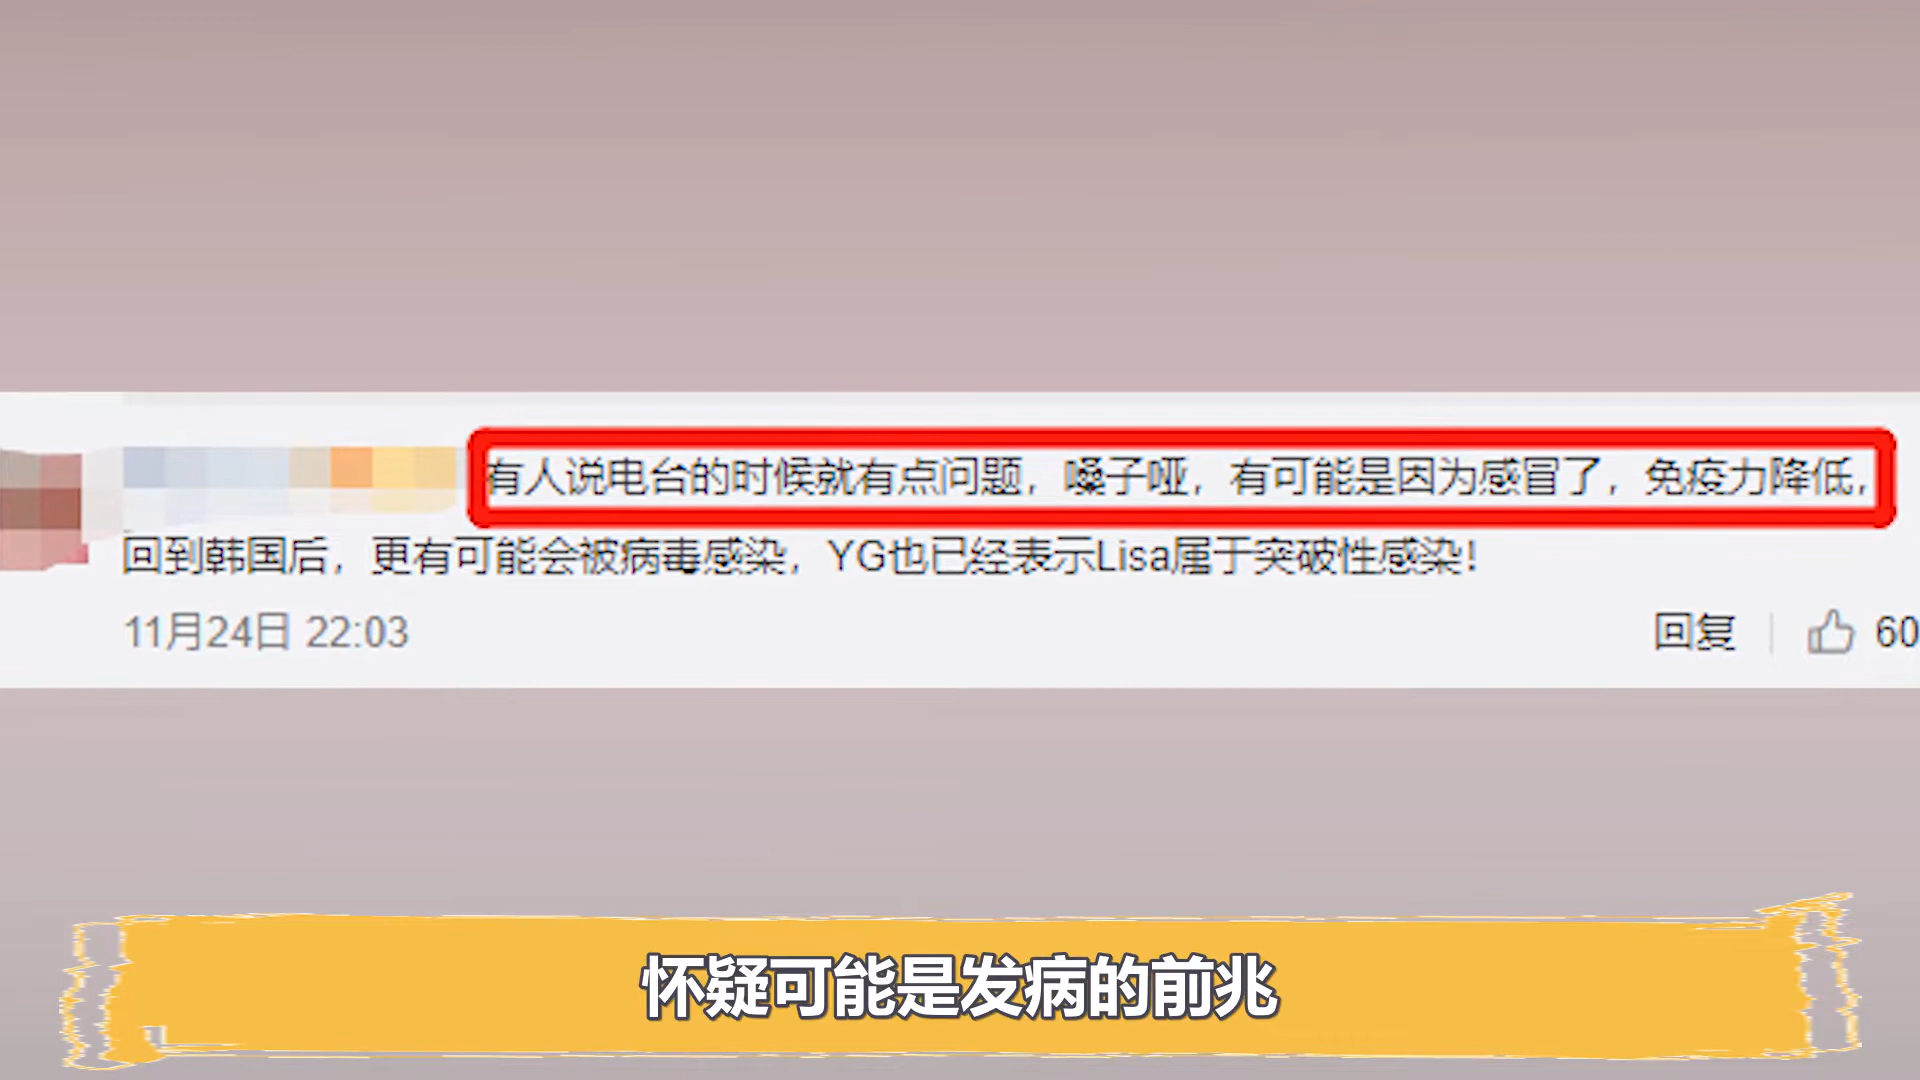 有人说电台的时候就有点问题，嗓子哑，有可能是因为感冒了，免疫力降低，
回到韩国后，更有可能会被病毒感染，YG也已经表示Lisa属于突破性感染！
11月24日 22:03
回复
60
怀疑可能是发病的前兆